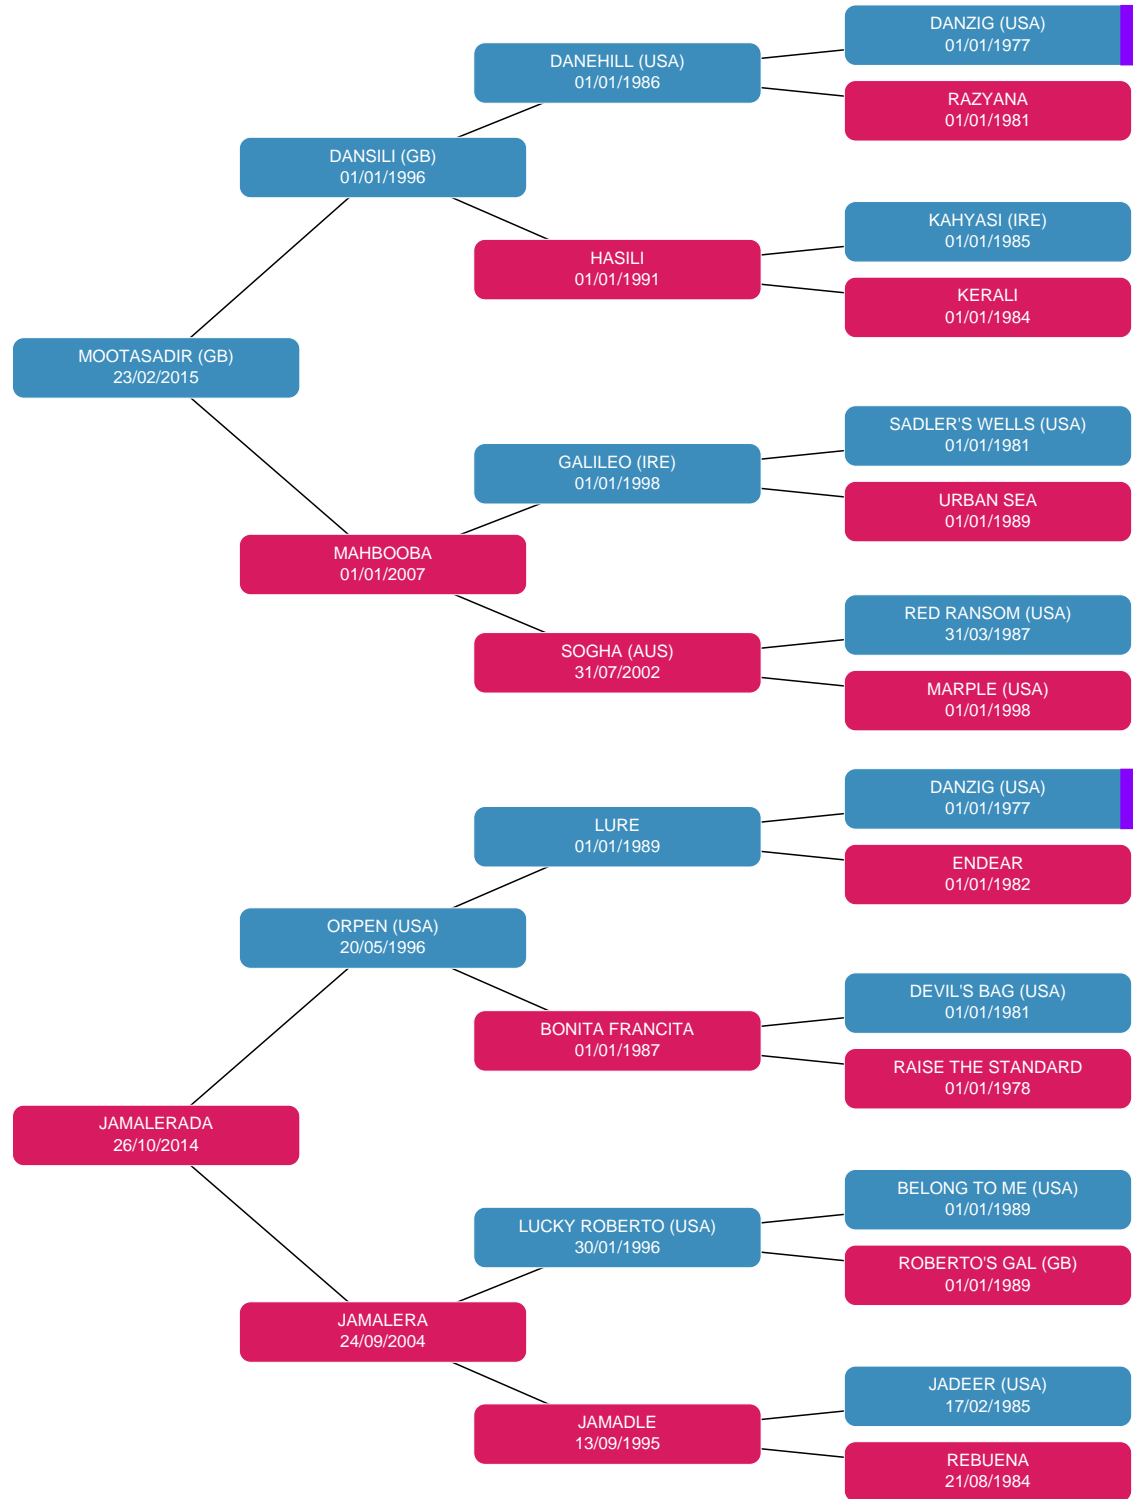 DANZIG (USA)
01/01/1977
DANEHILL (USA)
01/01/1986
RAZYANA
01/01/1981
DANSILI (GB)
01/01/1996
KAHYASI (IRE)
01/01/1985
HASILI
01/01/1991
KERALI
01/01/1984
MOOTASADIR (GB)
23/02/2015
SADLER'S WELLS (USA)
01/01/1981
GALILEO (IRE)
01/01/1998
URBAN SEA
01/01/1989
MAHBOOBA
01/01/2007
RED RANSOM (USA)
31/03/1987
SOGHA (AUS)
31/07/2002
MARPLE (USA)
01/01/1998
DANZIG (USA)
01/01/1977
LURE
01/01/1989
ENDEAR
01/01/1982
ORPEN (USA)
20/05/1996
DEVIL'S BAG (USA)
01/01/1981
BONITA FRANCITA
01/01/1987
RAISE THE STANDARD
01/01/1978
JAMALERADA
26/10/2014
BELONG TO ME (USA)
01/01/1989
LUCKY ROBERTO (USA)
30/01/1996
ROBERTO'S GAL (GB)
01/01/1989
JAMALERA
24/09/2004
JADEER (USA)
17/02/1985
JAMADLE
13/09/1995
REBUENA
21/08/1984